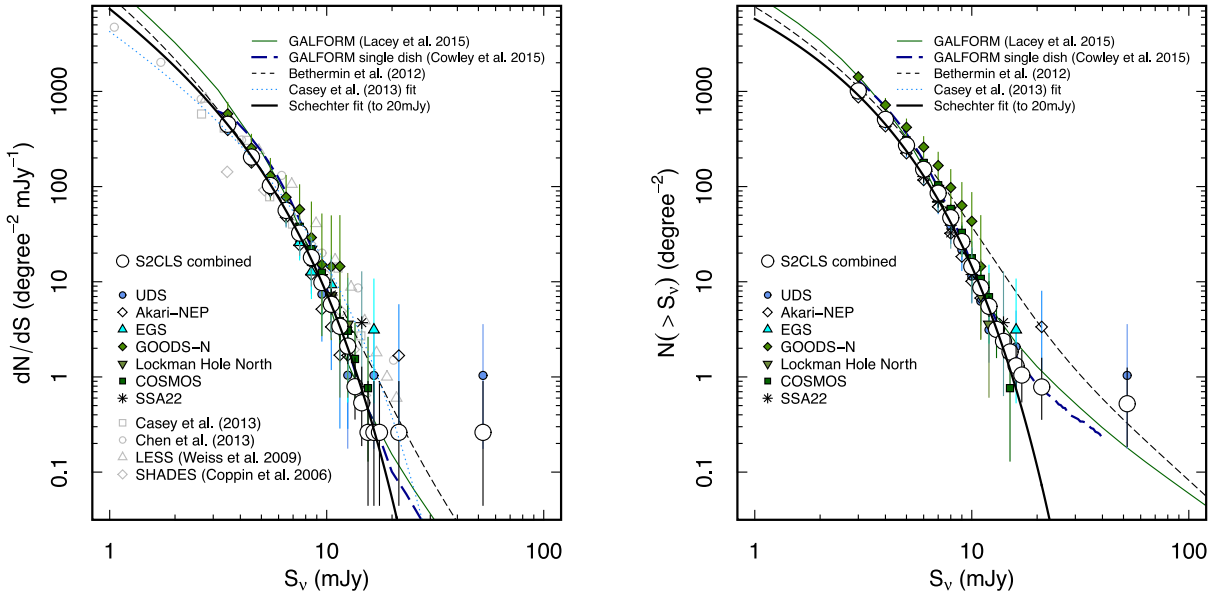 GALFORM (Lacey et al. 2015)
GALFORM single dish (Cowley et al. 2015)
Bethermin et al. (2012)
Casey et al. (2013) fit
Schechter fit (to 20mJy)
S2CLS combined
UDS
Akari-NEP
EGS
GOODS-N
Lockman Hole North
COSMOS
SSA22
Casey et al. (2013)
Chen et al. (2013)
LESS (Weiss et al. 2009)
SHADES (Coppin et al. 2006)
dN/dS (degree⁻² mJy⁻¹)
1000
100
10
1
0.1
1 10 100
Sν (mJy)
GALFORM (Lacey et al. 2015)
GALFORM single dish (Cowley et al. 2015)
Bethermin et al. (2012)
Casey et al. (2013) fit
Schechter fit (to 20mJy)
S2CLS combined
UDS
Akari-NEP
EGS
GOODS-N
Lockman Hole North
COSMOS
SSA22
N( > Sν) (degree⁻²)
1000
100
10
1
0.1
1 10 100
Sν (mJy)